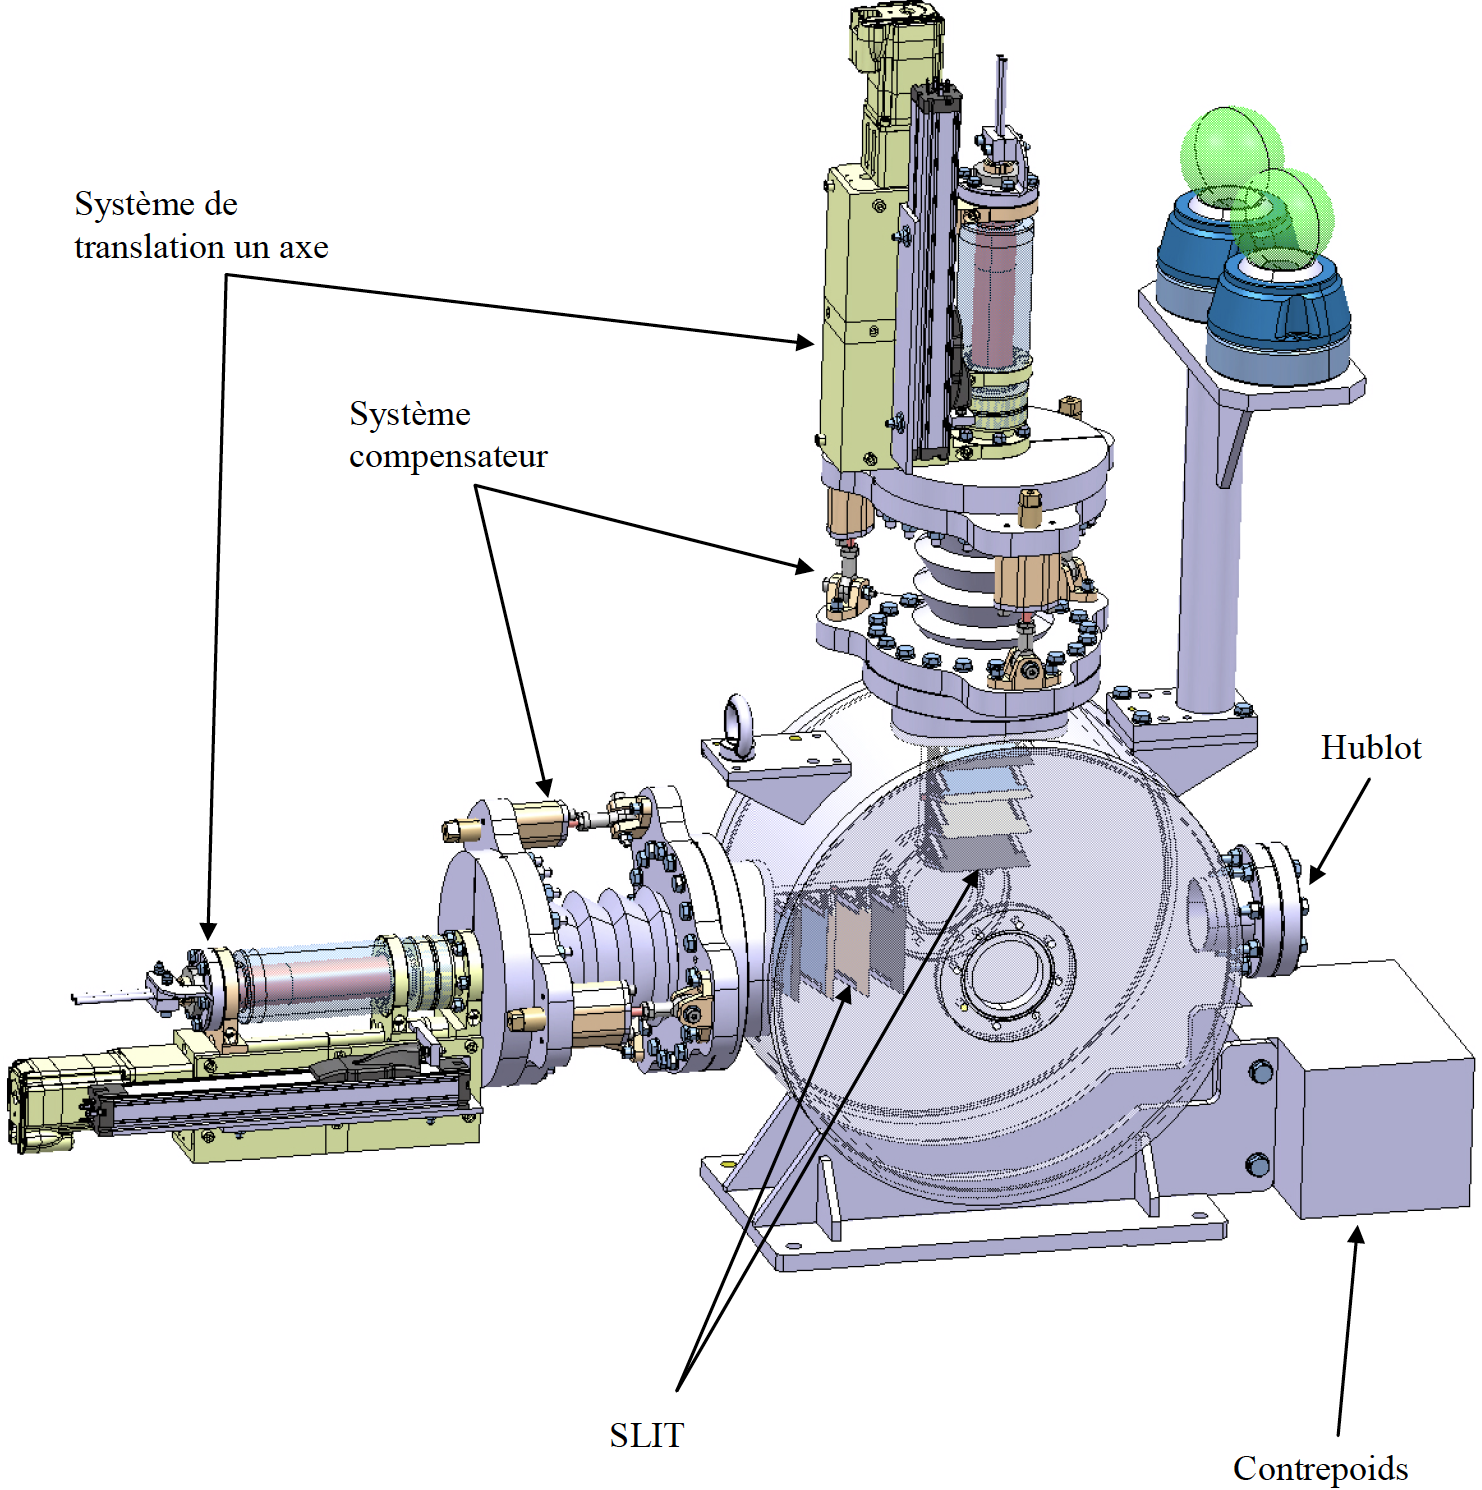 Système de
translation un axe
Système
compensateur
Hublot
SLIT
Contrepoids